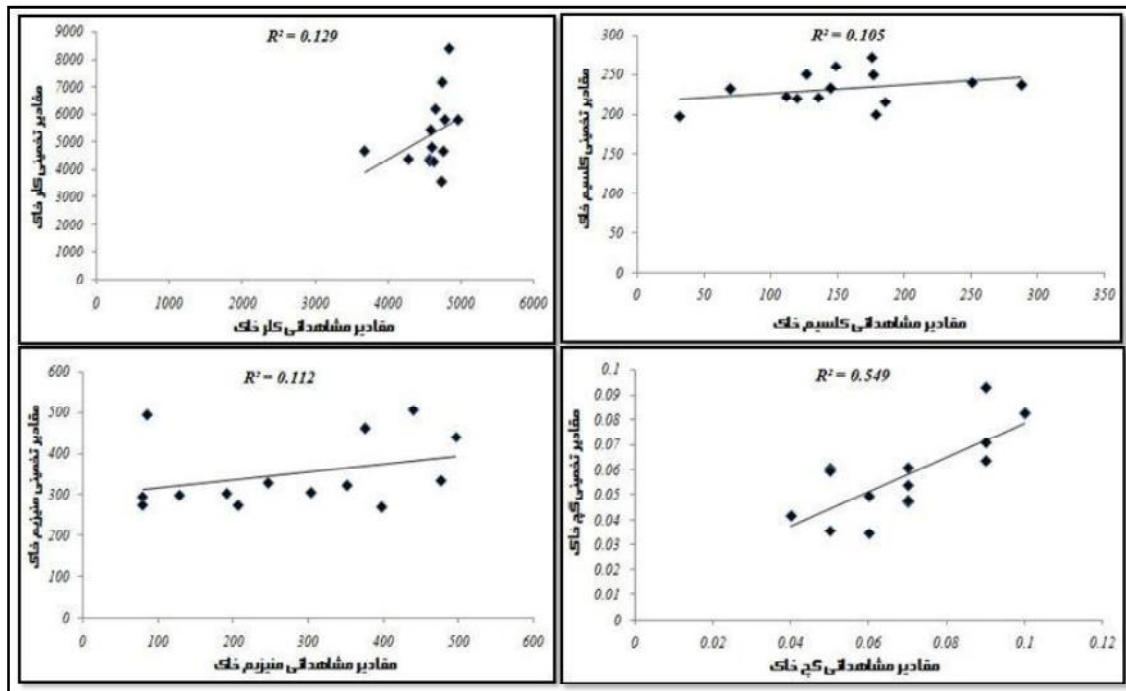 R² = 0.129
مقادیر تخمینی کلر خاک
9000
8000
7000
6000
5000
4000
3000
2000
1000
0
0 1000 2000 3000 4000 5000 6000
مقادیر مشاهداتی کلر خاک
R² = 0.105
مقادیر تخمینی کلسیم خاک
300
250
200
150
100
50
0
0 50 100 150 200 250 300 350
مقادیر مشاهداتی کلسیم خاک
R² = 0.112
مقادیر تخمینی منیزیم خاک
600
500
400
300
200
100
0
0 100 200 300 400 500 600
مقادیر مشاهداتی منیزیم خاک
R² = 0.549
مقادیر تخمینی گچ خاک
0.1
0.09
0.08
0.07
0.06
0.05
0.04
0.03
0.02
0.01
0
0 0.02 0.04 0.06 0.08 0.1 0.12
مقادیر مشاهداتی گچ خاک